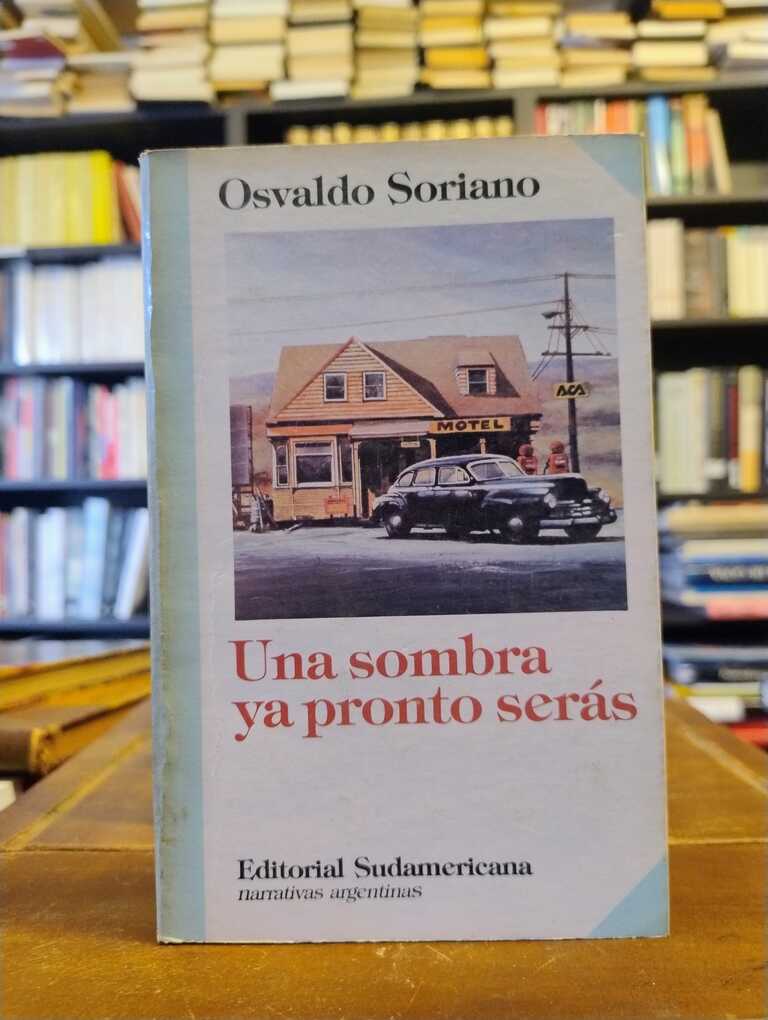 Osvaldo Soriano
ACA
MOTEL
Una sombra
ya pronto serás
Editorial Sudamericana
narrativas argentinas